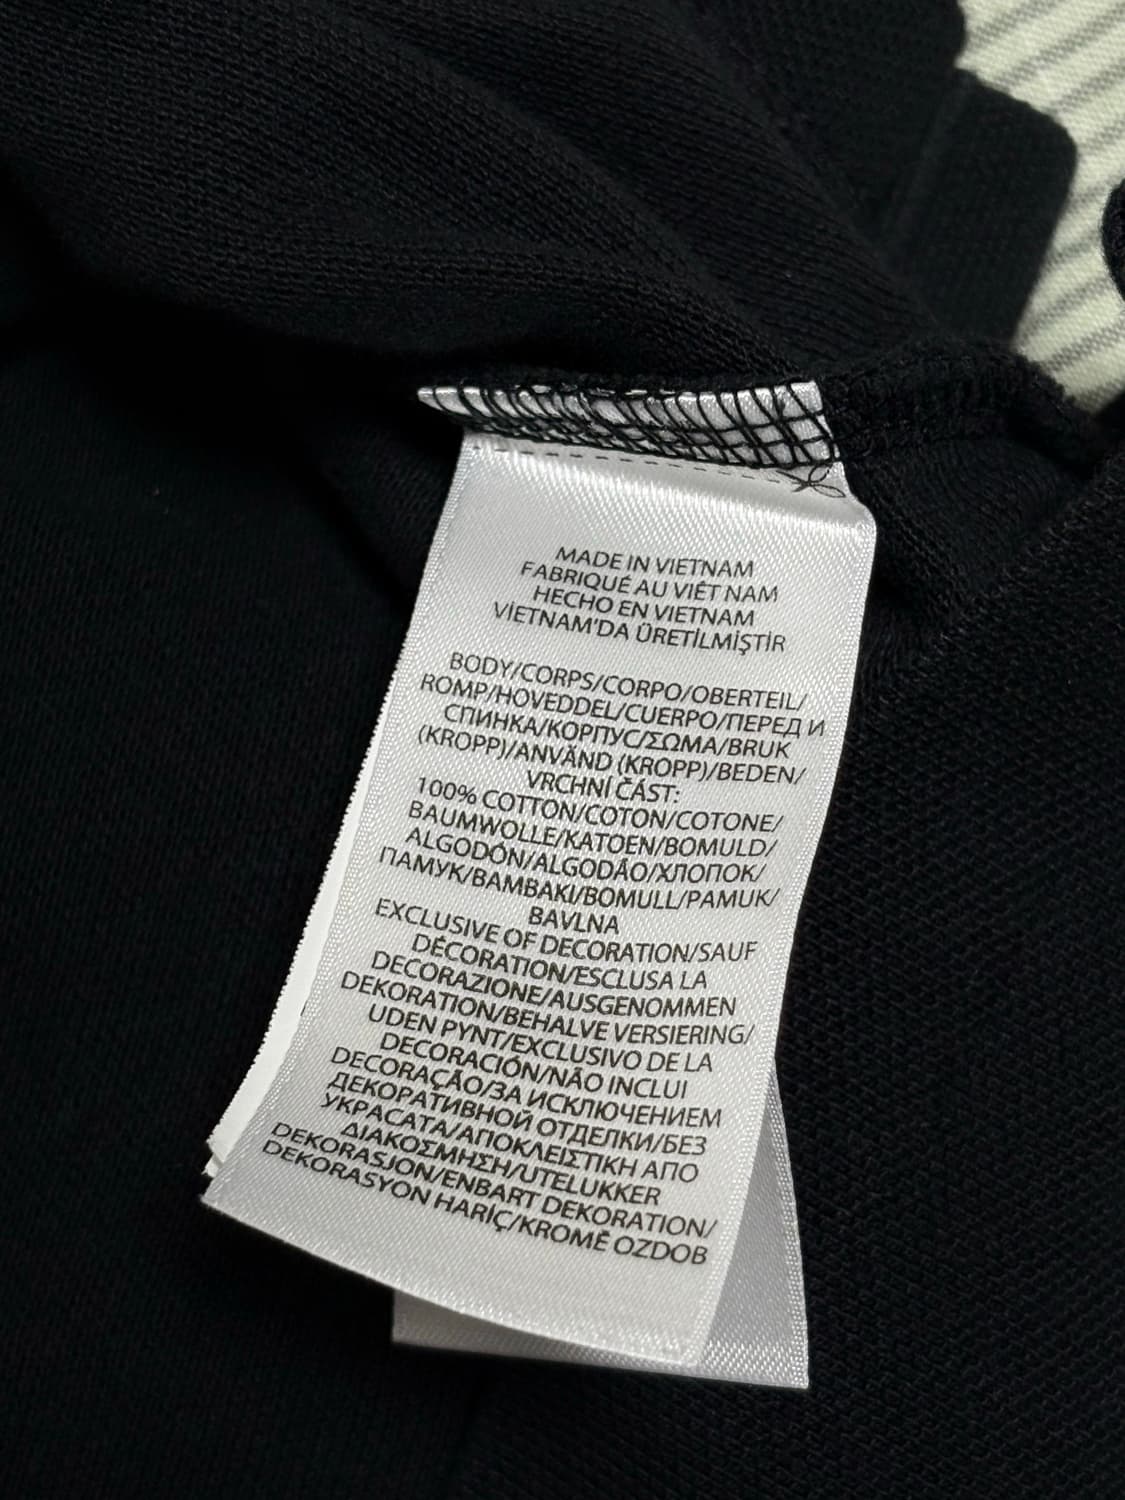 MADE IN VIETNAM
FABRIQUÉ AU VIÊT NAM
HECHO EN VIETNAM
VİETNAM'DA ÜRETİLMİŞTİR
BODY/CORPS/CORPO/OBERTEIL/
ROMP/HOVEDDEL/CUERPO/ПЕРЕД И
СПИНКА/КОРПУС/ΣΩΜΑ/BRUK
(KROPP)/ANVÄND (KROPP)/BEDEN/
VRCHNÍ ČÁST:
100% COTTON/COTON/COTONE/
BAUMWOLLE/KATOEN/BOMULD/
ALGODÓN/ALGODÃO/ХЛОПОК/
ПАМУК/ΒΑΜΒΑΚΙ/BOMULL/PAMUK/
BAVLNA
EXCLUSIVE OF DECORATION/SAUF
DÉCORATION/ESCLUSA LA
DECORAZIONE/AUSGENOMMEN
DEKORATION/BEHALVE VERSIERING/
UDEN PYNT/EXCLUSIVO DE LA
DECORACIÓN/NÃO INCLUI
DECORAÇÃO/ЗА ИСКЛЮЧЕНИЕМ
ДЕКОРАТИВНОЙ ОТДЕЛКИ/БЕЗ
УКРАСАТА/ΑΠΟΚΛΕΙΣΤΙΚΗ ΑΠΟ
ΔΙΑΚΟΣΜΗΣΗ/UTELUKKER
DEKORASJON/ENBART DEKORATION/
DEKORASYON HARİÇ/KROMĚ OZDOB